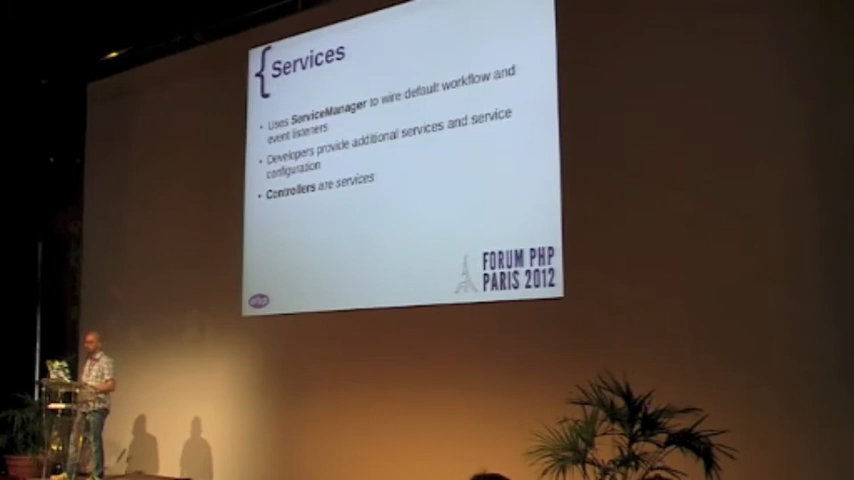 { Services
• Uses ServiceManager to wire default workflow and
event listeners
• Developers provide additional services and service
configuration
• Controllers are services
FORUM PHP
PARIS 2012